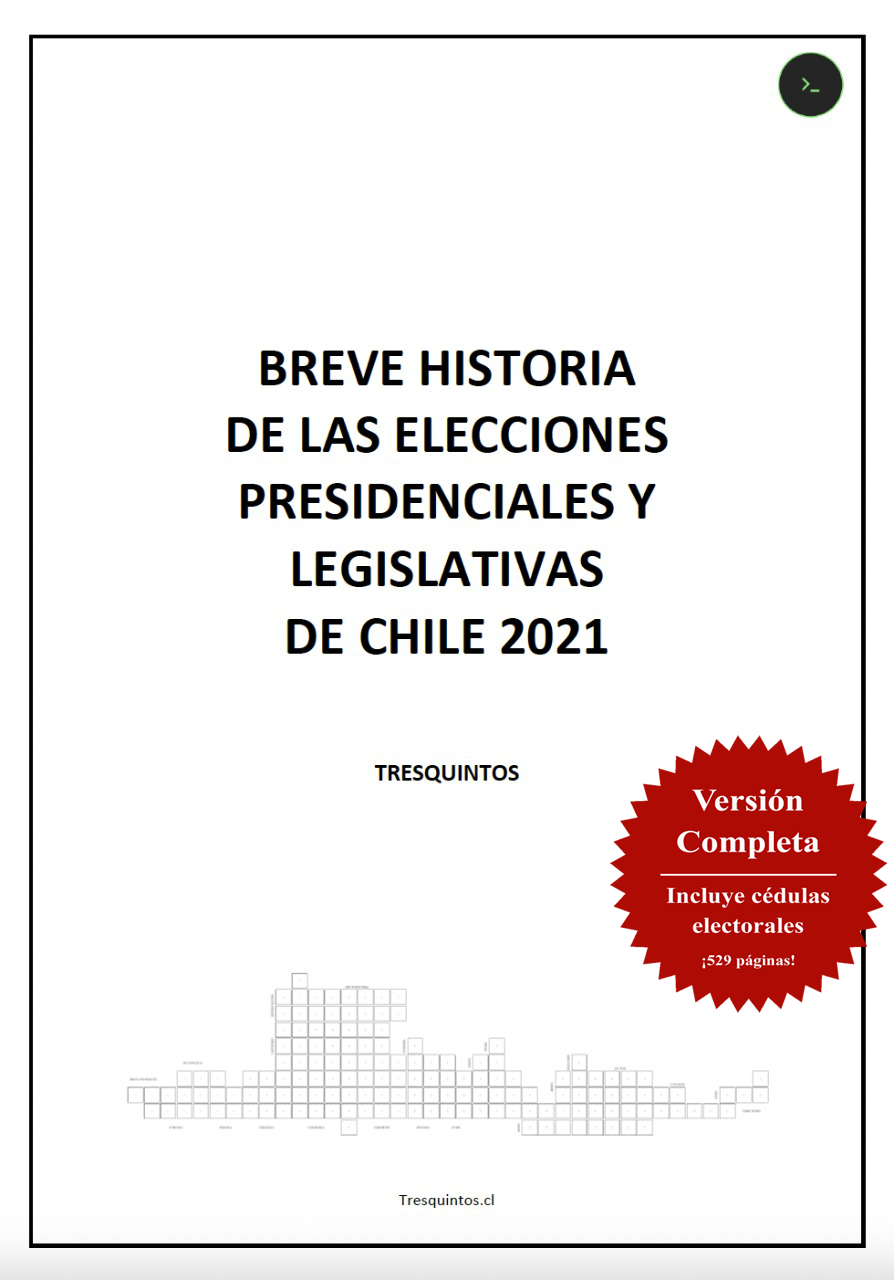 >_
BREVE HISTORIA
DE LAS ELECCIONES
PRESIDENCIALES Y
LEGISLATIVAS
DE CHILE 2021
TRESQUINTOS
Versión
Completa
Incluye cédulas
electorales
¡529 páginas!
Tresquintos.cl